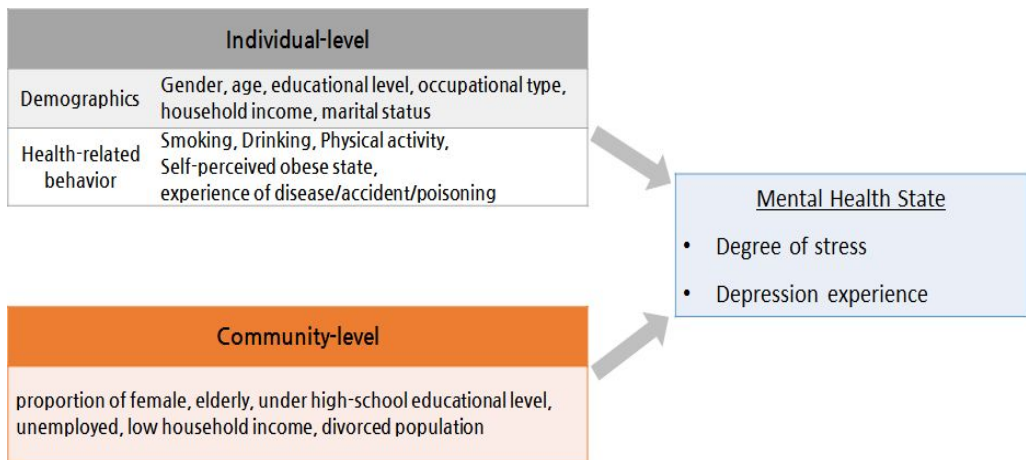 Individual-level
Demographics
Gender, age, educational level, occupational type,
household income, marital status
Health-related
behavior
Smoking, Drinking, Physical activity,
Self-perceived obese state,
experience of disease/accident/poisoning
Mental Health State
• Degree of stress
• Depression experience
Community-level
proportion of female, elderly, under high-school educational level,
unemployed, low household income, divorced population